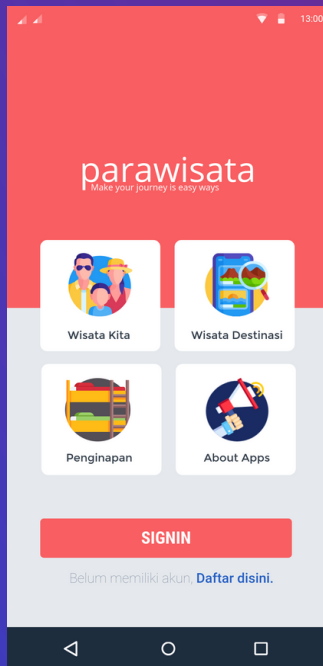 13:00
parawisata
Make your journey is easy ways
Wisata Kita
Wisata Destinasi
Penginapan
About Apps
SIGNIN
Belum memiliki akun, Daftar disini.